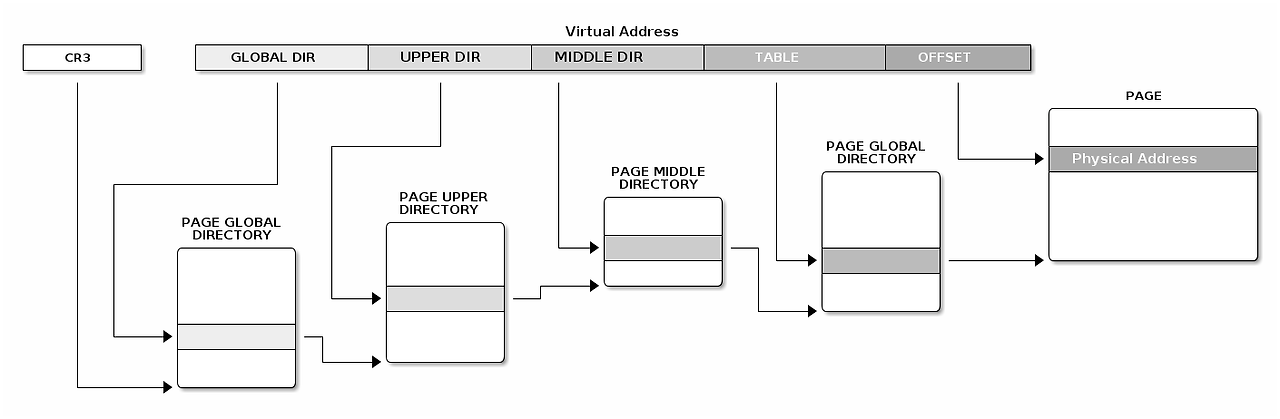 Virtual Address
CR3
GLOBAL DIR
UPPER DIR
MIDDLE DIR
TABLE
OFFSET
PAGE GLOBAL
DIRECTORY
PAGE UPPER
DIRECTORY
PAGE MIDDLE
DIRECTORY
PAGE GLOBAL
DIRECTORY
PAGE
Physical Address